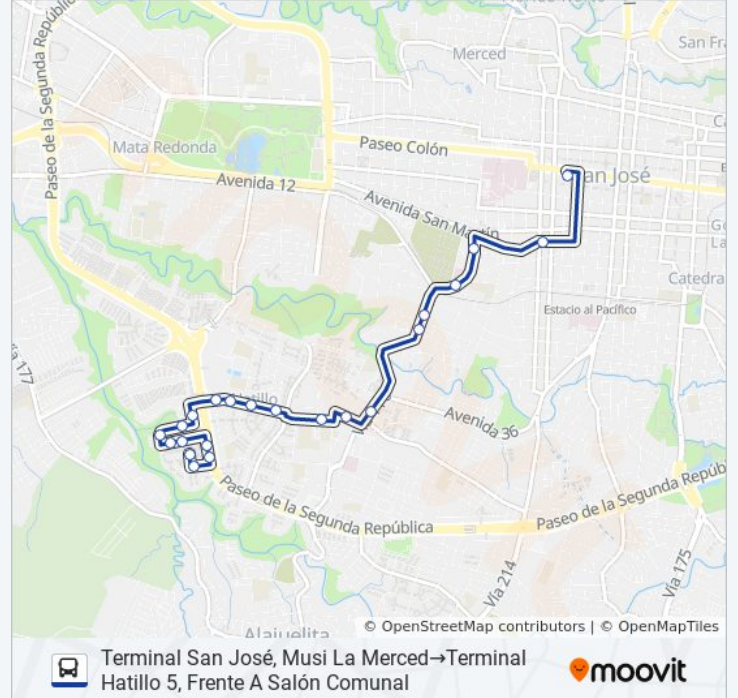 Paseo de la Segunda República
Merced
San Fra
Paseo Colón
Mata Redonda
Avenida 12
San José
Avenida San Martín
Catedra
Estacio al Pacífico
Vía 177
Hatillo
Avenida 36
Paseo de la Segunda República
Paseo de la Segunda Repúb
Vía 214
Vía 175
Alajuelita
© OpenStreetMap contributors | © OpenMapTiles
Terminal San José, Musi La Merced→Terminal
Hatillo 5, Frente A Salón Comunal
moovit